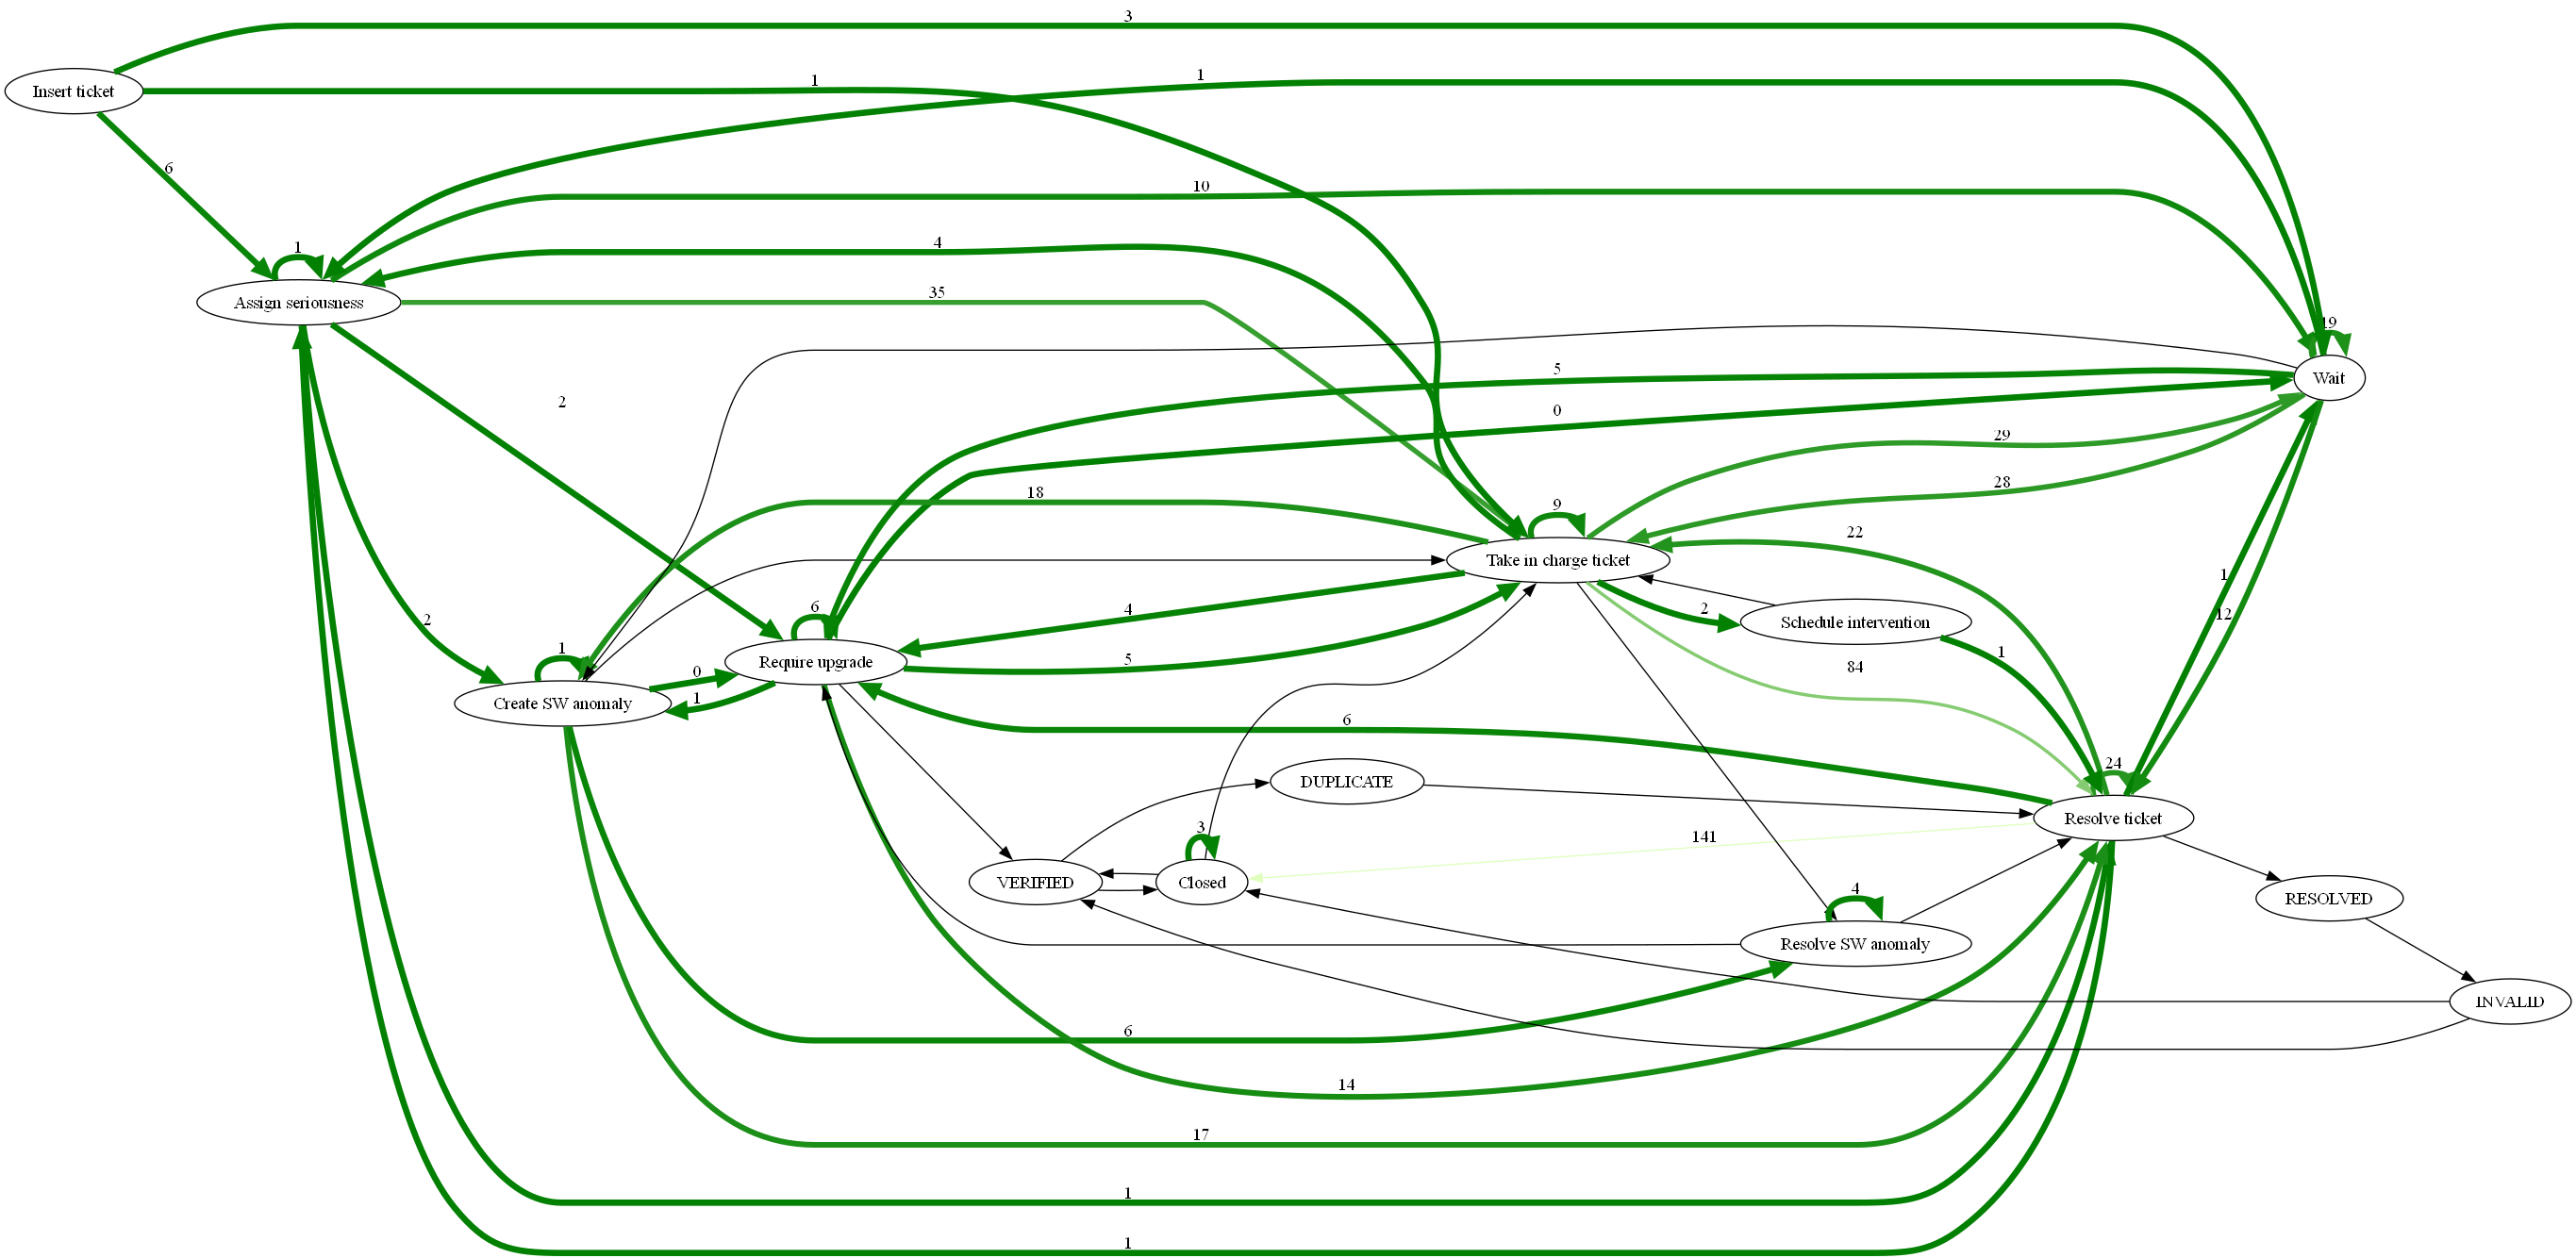 3
1
1
Insert ticket
6
10
4
1
35
Assign seriousness
19
Wait
5
2
0
29
28
18
9
22
Take in charge ticket
1
4
2
6
12
2
Schedule intervention
1
5
1
Require upgrade
0
84
1
Create SW anomaly
6
24
DUPLICATE
Resolve ticket
3
141
VERIFIED
Closed
4
RESOLVED
Resolve SW anomaly
INVALID
6
14
17
1
1